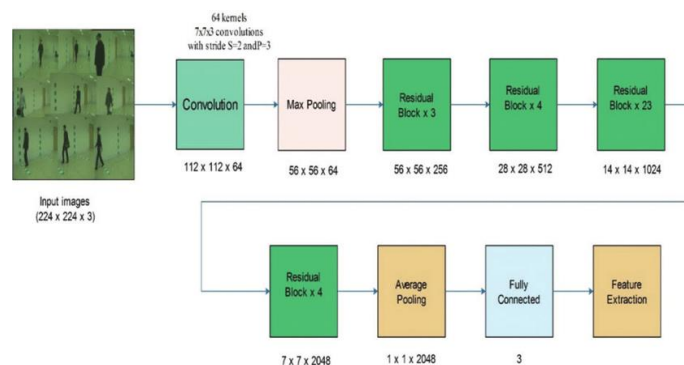 64 kernels
7x7x3 convolutions
with stride S=2 andP=3
Convolution
Max Pooling
Residual
Block x 3
Residual
Block x 4
Residual
Block x 23
112 x 112 x 64
56 x 56 x 64
56 x 56 x 256
28 x 28 x 512
14 x 14 x 1024
Input images
(224 x 224 x 3)
Residual
Block x 4
Average
Pooling
Fully
Connected
Feature
Extraction
7 x 7 x 2048
1 x 1 x 2048
3